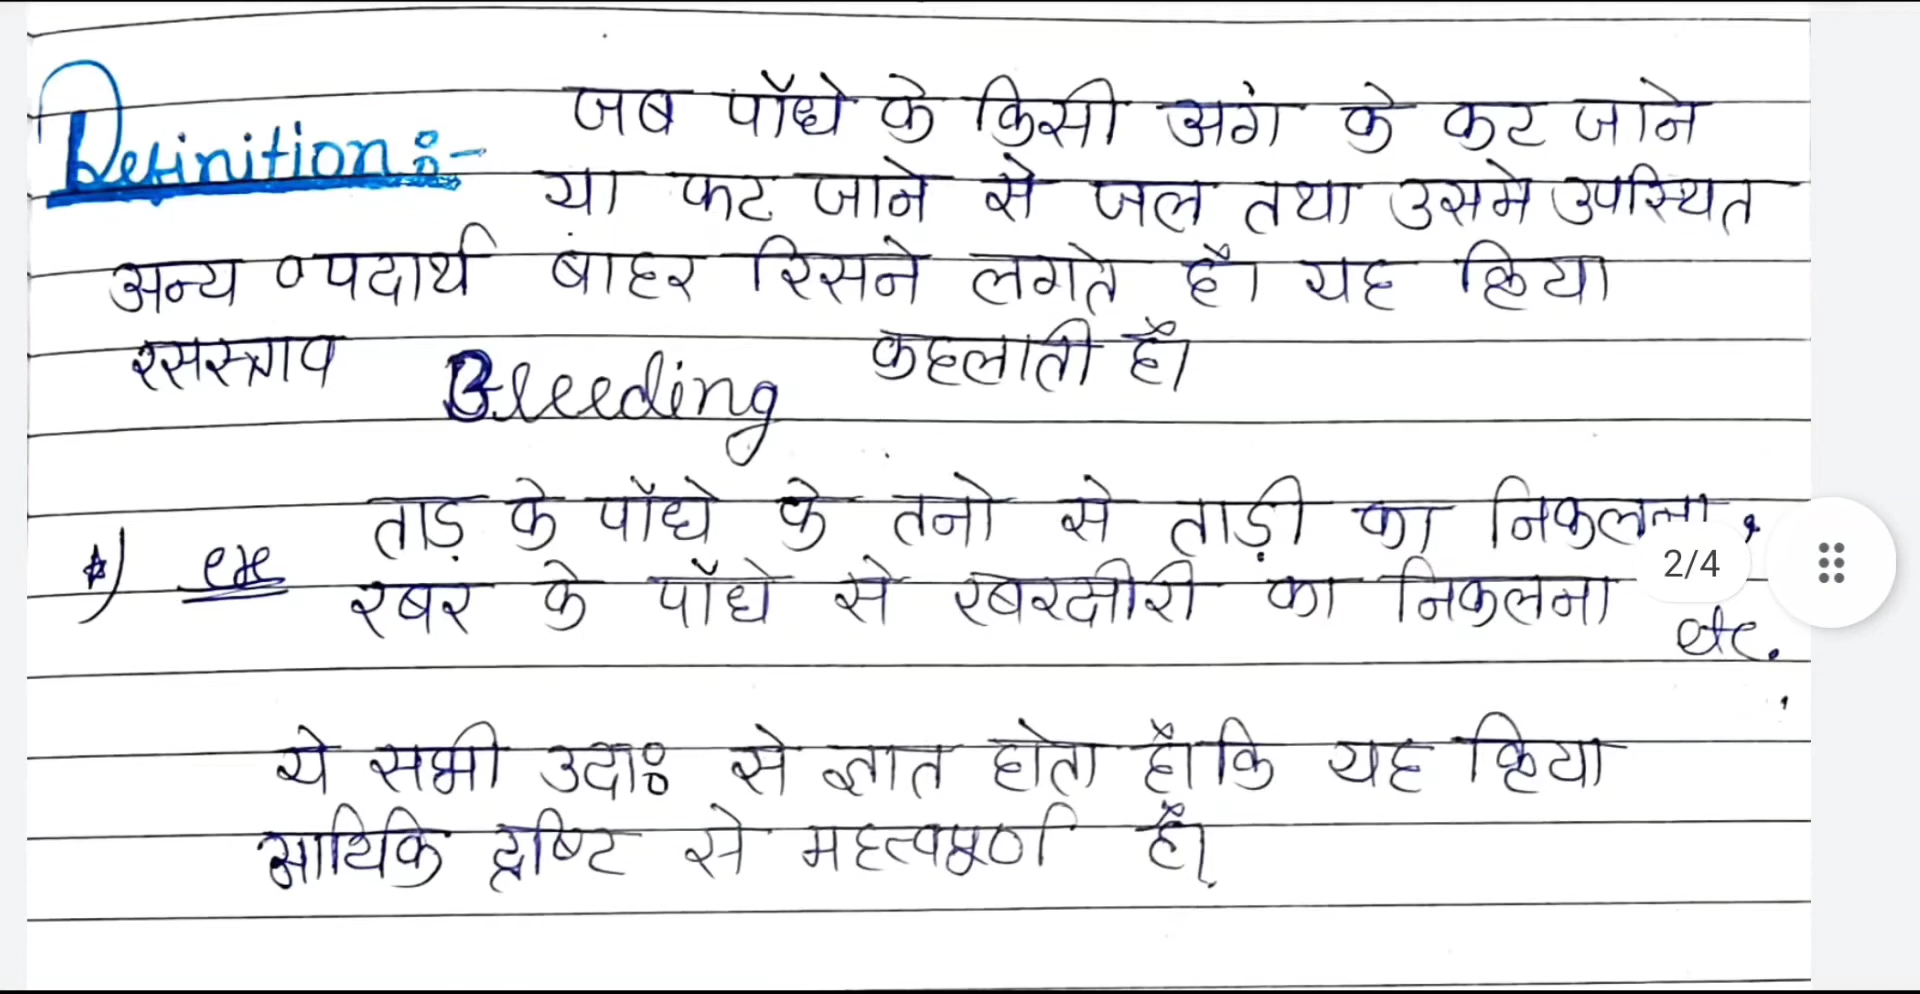 Definition :-
जब पौधे के किसी अगं के कट जाने
या फट जाने से जल तथा उसमे उपस्थित
अन्य पदार्थ बाहर रिसने लगते है। यह क्रिया
रसस्त्राव Bleeding कहलाती है।
*) ex ताड़ के पौधे के तनो से ताड़ी का निकलना,
रबर के पौधे से रबरक्षीरी का निकलना etc.
2/4
ये सभी उदाः से ज्ञात होता है। कि यह क्रिया
आर्थिक द्रष्टि से महत्वपूर्ण है।